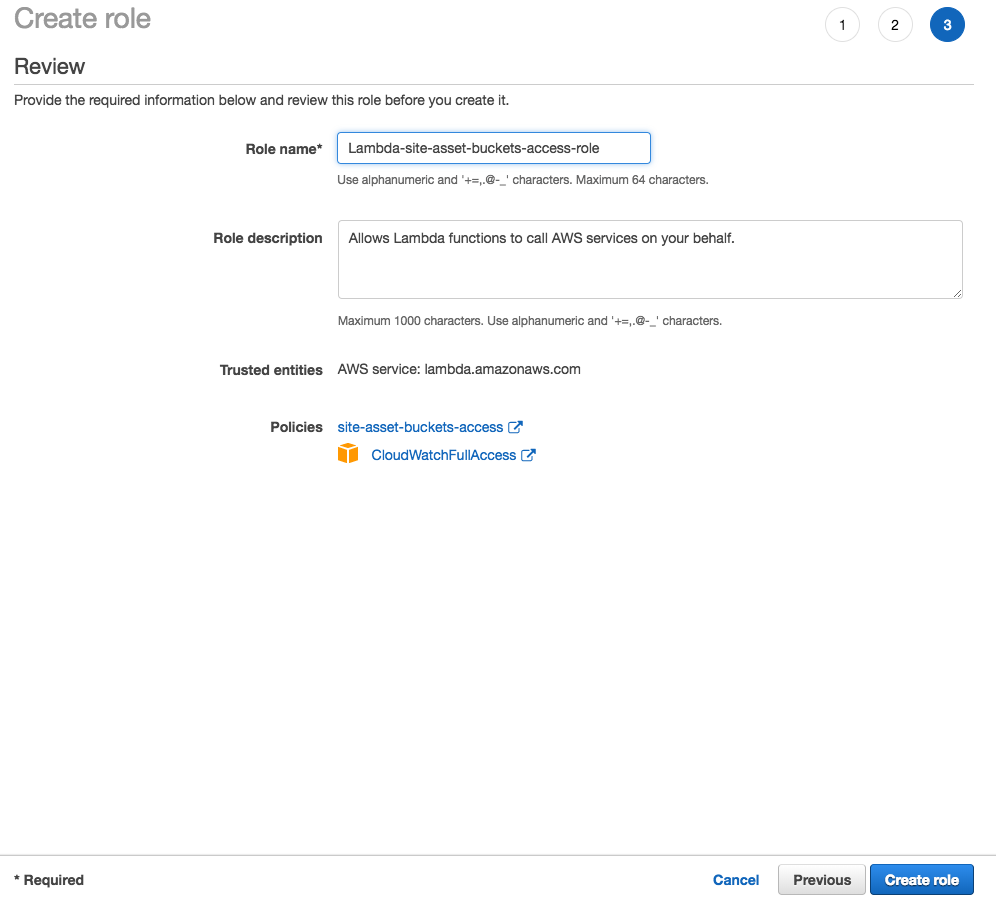 Create role
1
2
3
Review
Provide the required information below and review this role before you create it.
Role name*
Lambda-site-asset-buckets-access-role
Use alphanumeric and '+=,.@-_' characters. Maximum 64 characters.
Role description
Allows Lambda functions to call AWS services on your behalf.
Maximum 1000 characters. Use alphanumeric and '+=,.@-_' characters.
Trusted entities
AWS service: lambda.amazonaws.com
Policies
site-asset-buckets-access
CloudWatchFullAccess
* Required
Cancel
Previous
Create role